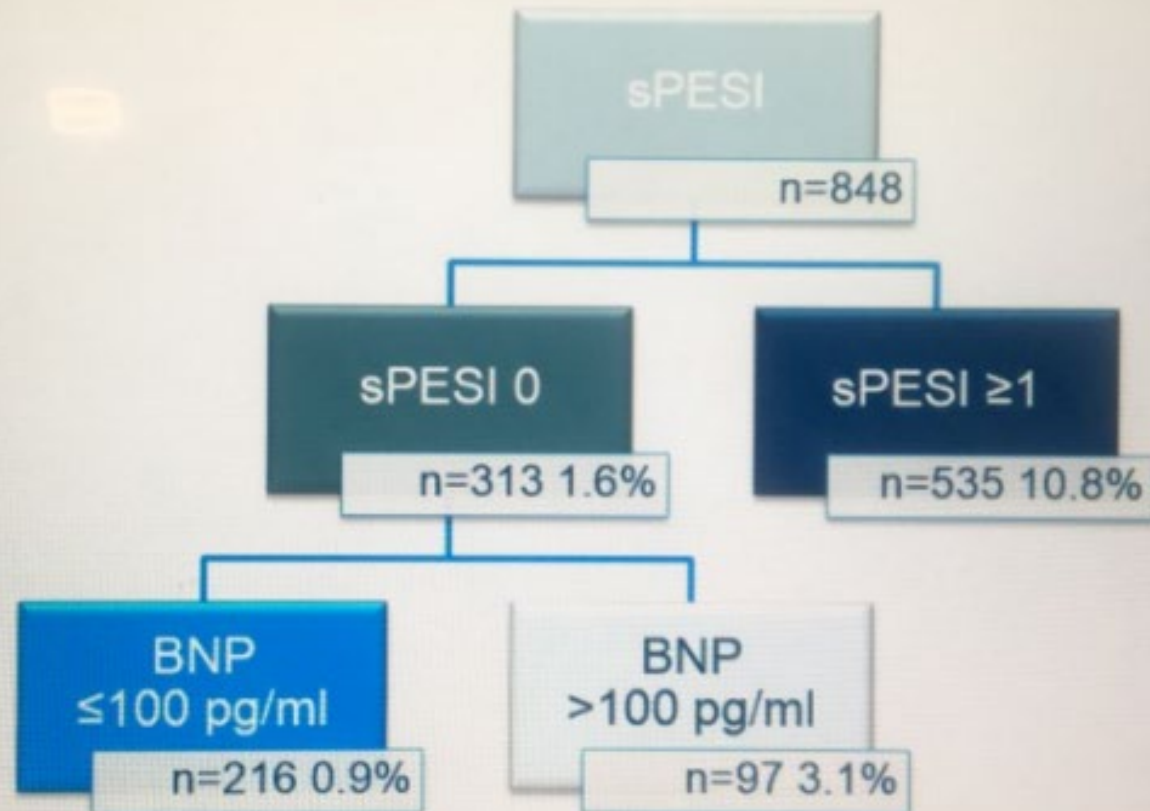 sPESI
n=848
sPESI 0
n=313 1.6%
sPESI ≥1
n=535 10.8%
BNP
≤100 pg/ml
n=216 0.9%
BNP
>100 pg/ml
n=97 3.1%